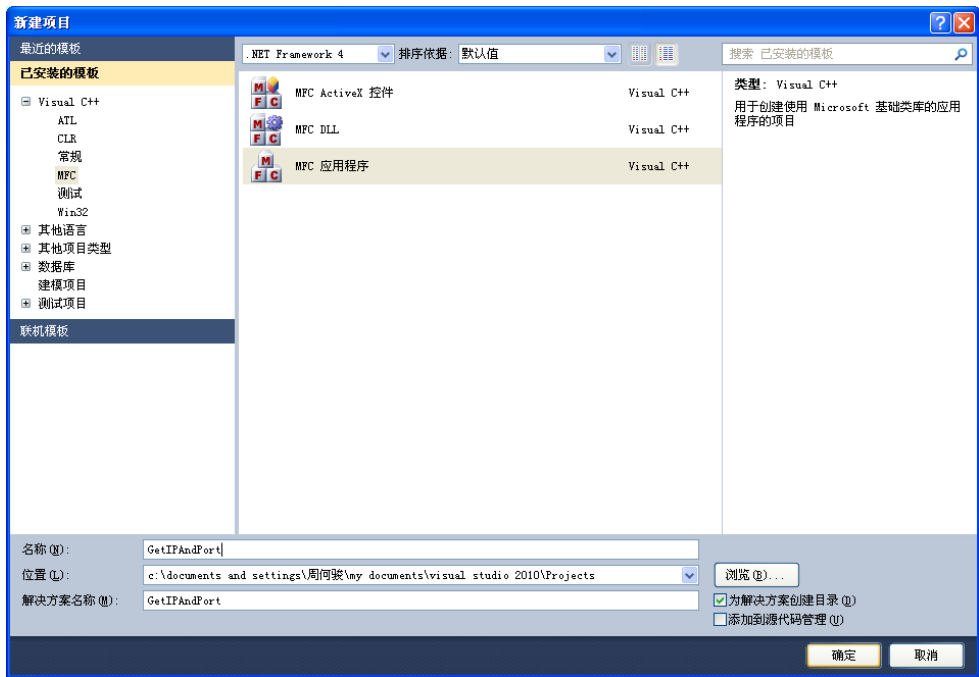 新建项目
最近的模板
已安装的模板
Visual C++
ATL
CLR
常规
MFC
测试
Win32
其他语言
其他项目类型
数据库
建模项目
测试项目
联机模板
.NET Framework 4 排序依据: 默认值
MFC ActiveX 控件 Visual C++
MFC DLL Visual C++
MFC 应用程序 Visual C++
搜索 已安装的模板
类型: Visual C++
用于创建使用 Microsoft 基础类库的应用
程序的项目
名称(N): GetIPAndPort
位置(L): c:\documents and settings\周何骏\my documents\visual studio 2010\Projects 浏览(B)...
解决方案名称(M): GetIPAndPort 为解决方案创建目录(D)
添加到源代码管理(U)
确定 取消